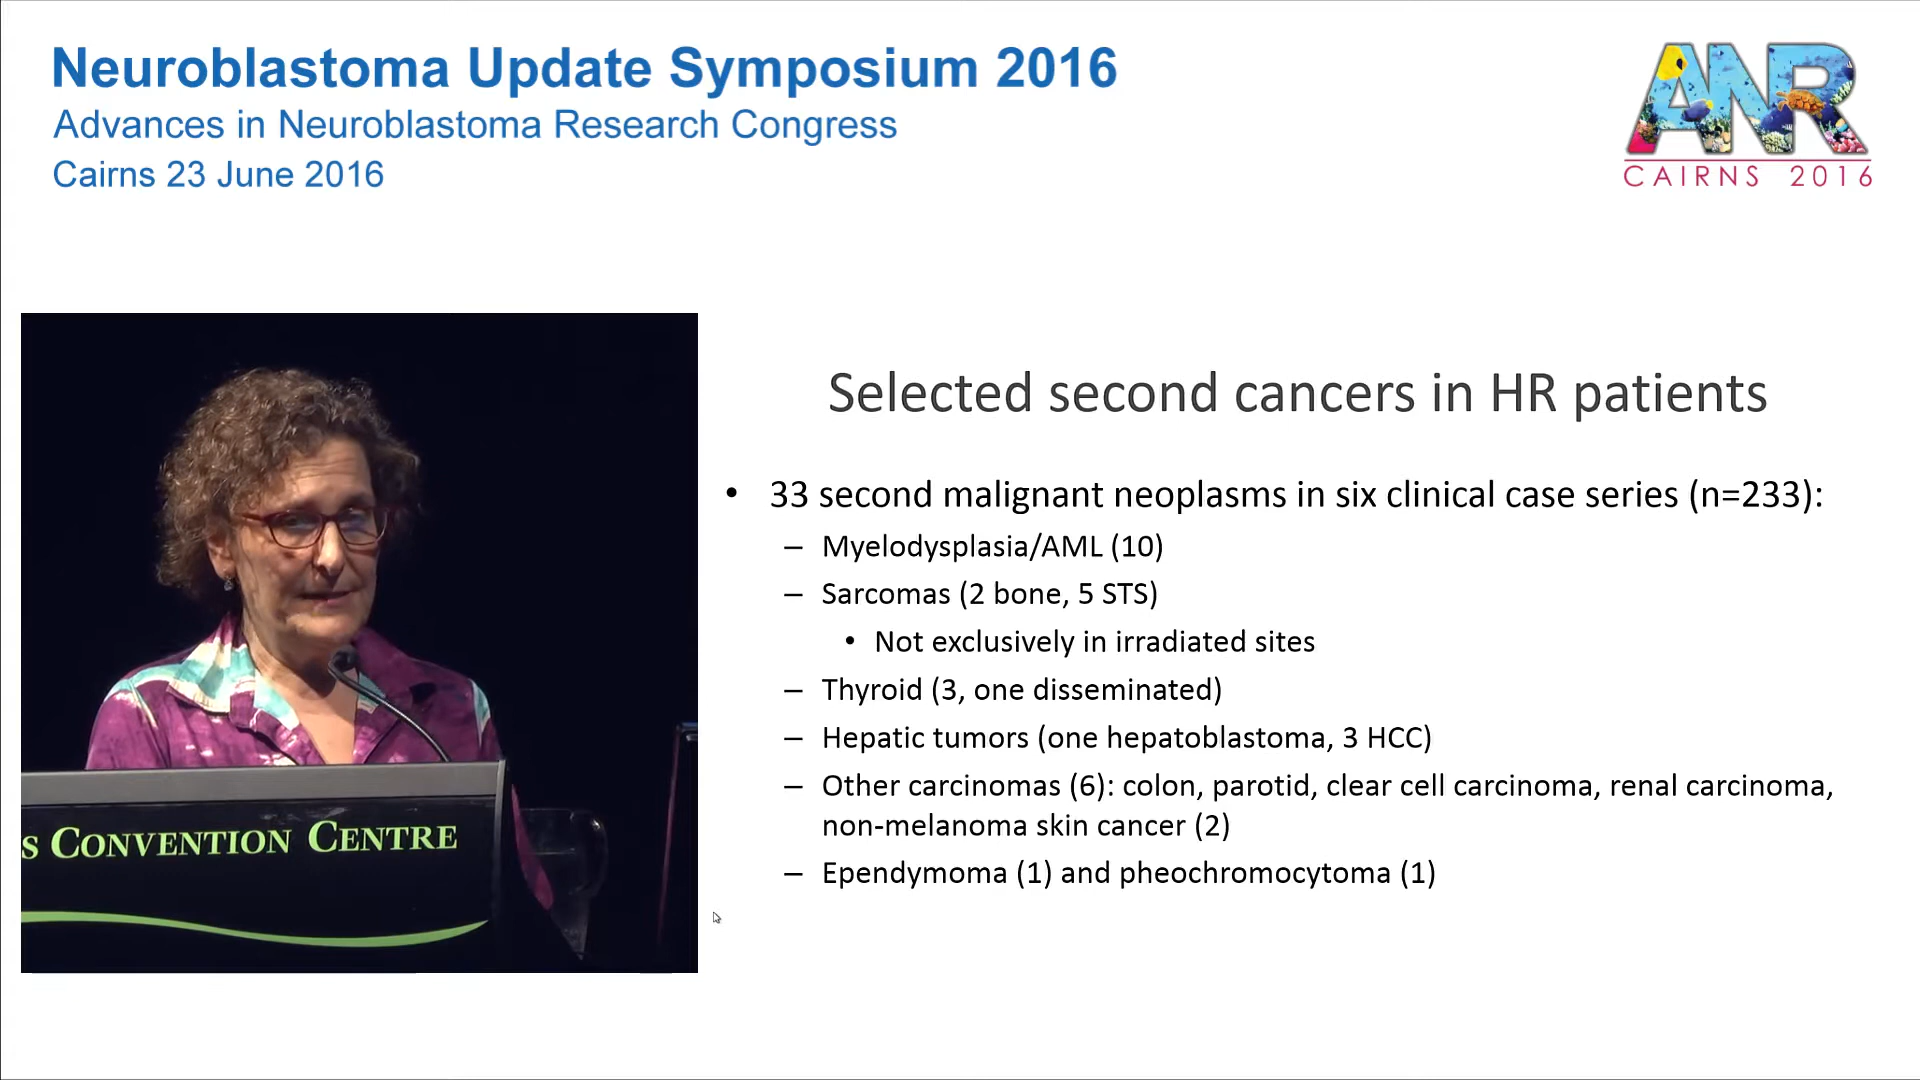 Neuroblastoma Update Symposium 2016
Advances in Neuroblastoma Research Congress
Cairns 23 June 2016
ANR
CAIRNS 2016
Selected second cancers in HR patients
• 33 second malignant neoplasms in six clinical case series (n=233):
– Myelodysplasia/AML (10)
– Sarcomas (2 bone, 5 STS)
• Not exclusively in irradiated sites
– Thyroid (3, one disseminated)
– Hepatic tumors (one hepatoblastoma, 3 HCC)
– Other carcinomas (6): colon, parotid, clear cell carcinoma, renal carcinoma,
non-melanoma skin cancer (2)
– Ependymoma (1) and pheochromocytoma (1)
S CONVENTION CENTRE